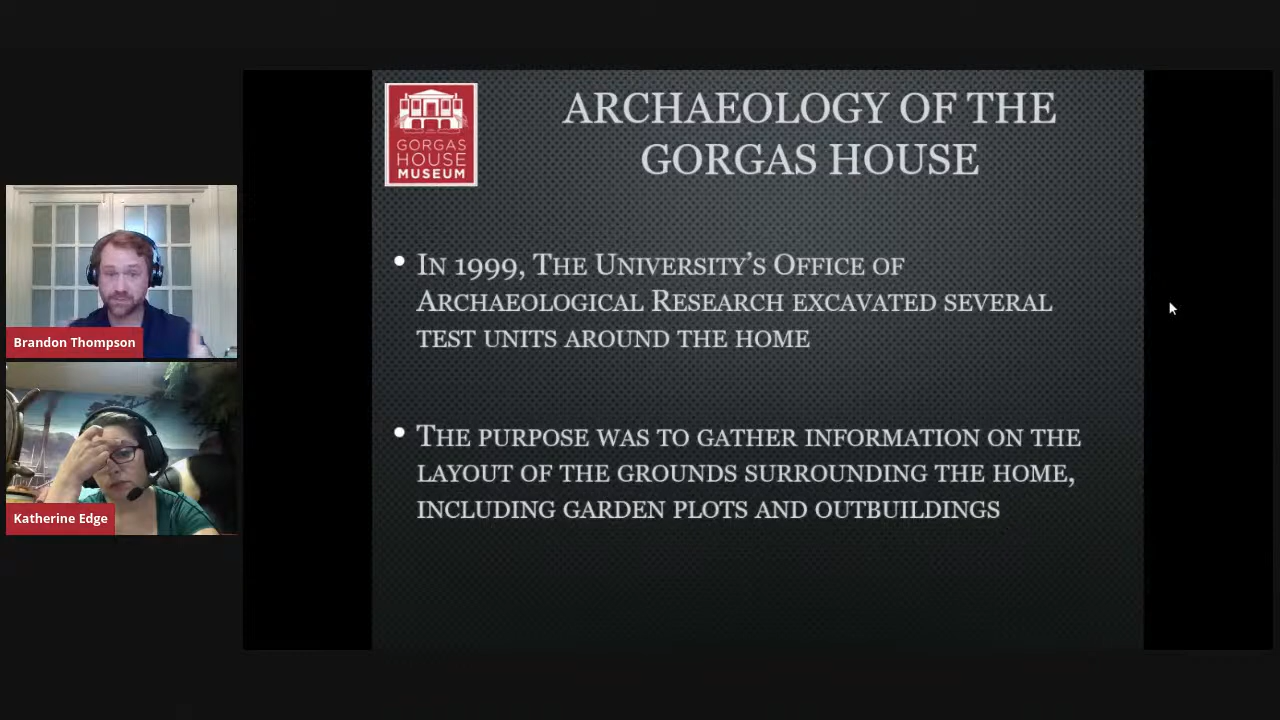 ARCHAEOLOGY OF THE
GORGAS HOUSE
GORGAS
HOUSE
MUSEUM
• IN 1999, THE UNIVERSITY'S OFFICE OF
ARCHAEOLOGICAL RESEARCH EXCAVATED SEVERAL
TEST UNITS AROUND THE HOME
• THE PURPOSE WAS TO GATHER INFORMATION ON THE
LAYOUT OF THE GROUNDS SURROUNDING THE HOME,
INCLUDING GARDEN PLOTS AND OUTBUILDINGS
Brandon Thompson
Katherine Edge